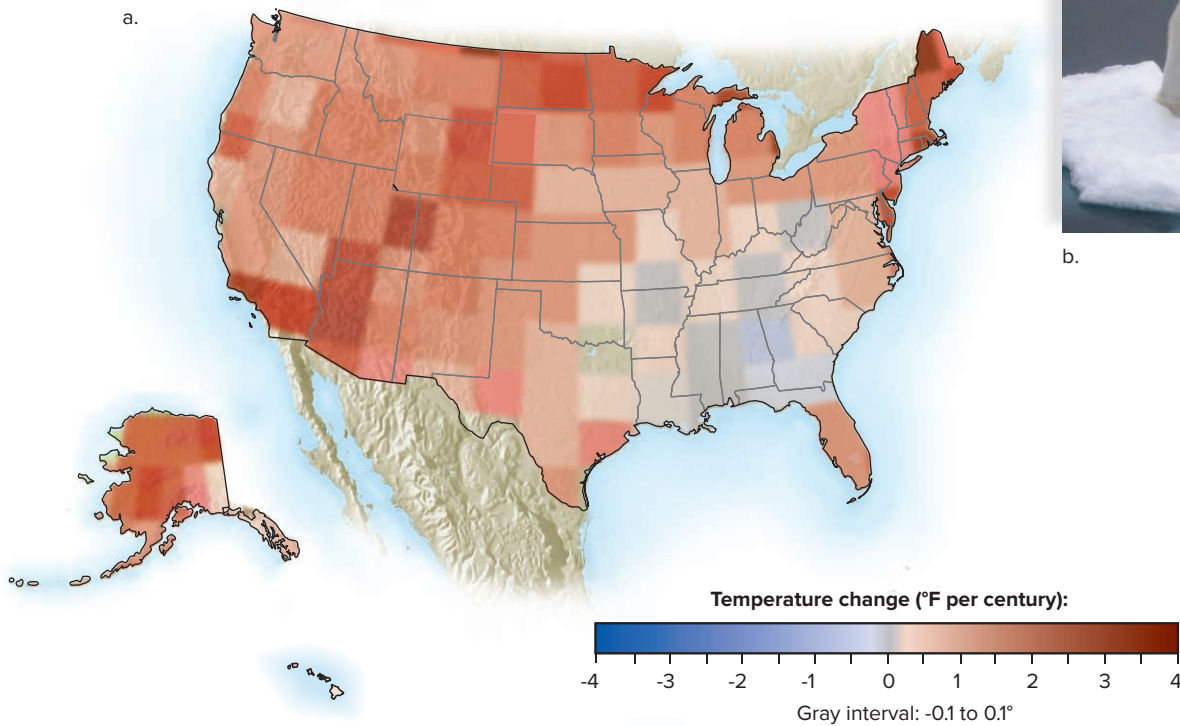 a.
b.
Temperature change (°F per century):
-4 -3 -2 -1 0 1 2 3 4
Gray interval: -0.1 to 0.1°